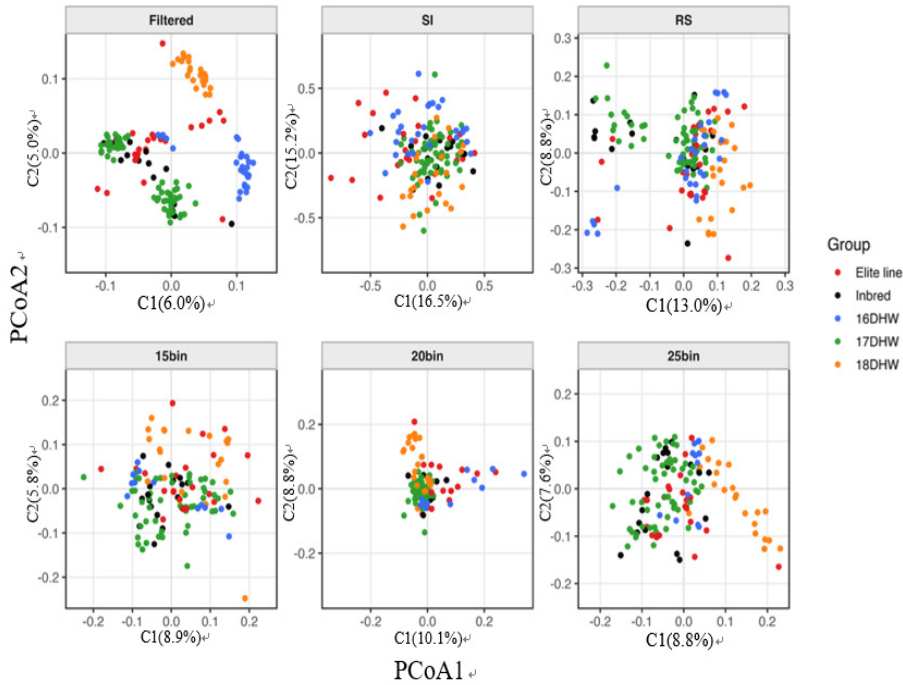 Filtered
SI
RS
C2(5.0%)↵
0.1
0.0
-0.1
-0.1
0.0
0.1
C1(6.0%)↵
C2(15.2%)↵
0.5
0.0
-0.5
-0.5
0.0
0.5
C1(16.5%)↵
C2(8.8%)↵
0.3
0.2
0.1
0.0
-0.1
-0.2
-0.3
-0.3
-0.2
-0.1
0.0
0.1
0.2
0.3
C1(13.0%)↵
PCoA2 ↵
Group
Elite line
Inbred
16DHW
17DHW
18DHW
15bin
20bin
25bin
C2(5.8%)↵
0.2
0.1
0.0
-0.1
-0.2
-0.2
-0.1
0.0
0.1
0.2
C1(8.9%)↵
C2(8.8%)↵
0.2
0.0
-0.2
-0.2
0.0
0.2
C1(10.1%)↵
C2(7.6%)↵
0.2
0.1
0.0
-0.1
-0.2
-0.2
-0.1
0.0
0.1
0.2
C1(8.8%)↵
PCoA1 ↵